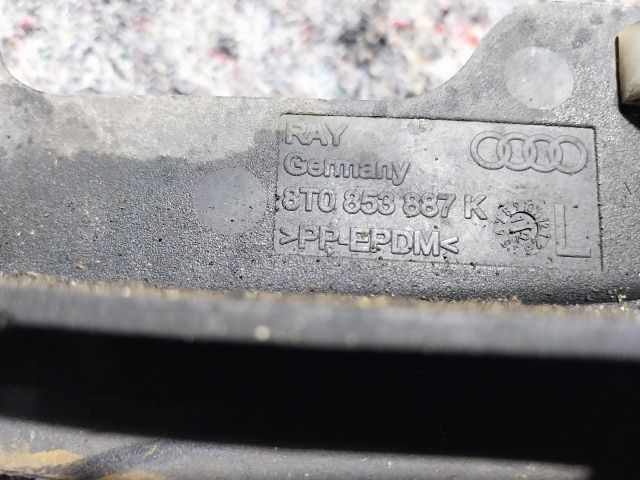 RAY
Germany
8T0 853 887 K
>PP-EPDM<
L